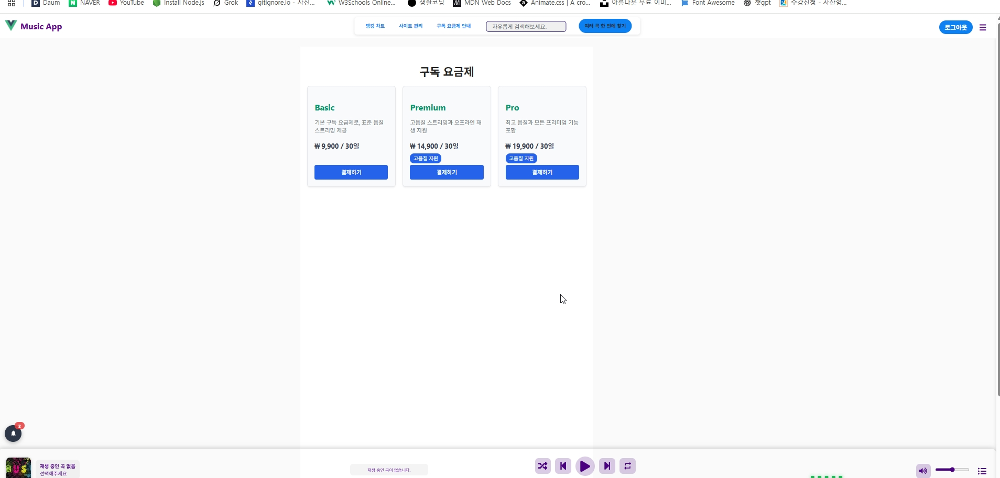 Daum NAVER YouTube Install Node.js Grok gitignore.io - 자신... W3Schools Online... 생활코딩 MDN Web Docs Animate.css | A cro... 아름다운 무료 이미... Font Awesome 챗gpt 수강신청 - 자산형...
Music App
랭킹 차트 사이트 관리 구독 요금제 안내 자유롭게 검색해보세요. 여러 곡 한 번에 찾기
로그아웃
구독 요금제
Basic
기본 구독 요금제로, 표준 음질
스트리밍 제공
₩ 9,900 / 30일
결제하기
Premium
고음질 스트리밍과 오프라인 재
생 지원
₩ 14,900 / 30일
고음질 지원
결제하기
Pro
최고 음질과 모든 프리미엄 기능
포함
₩ 19,900 / 30일
고음질 지원
결제하기
2
재생 중인 곡 없음
선택해주세요
재생 중인 곡이 없습니다.